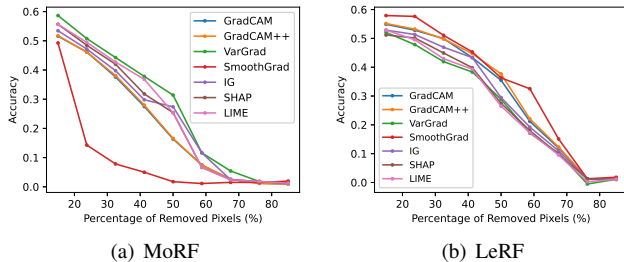 0.6
0.5
0.4
0.3
0.2
0.1
0.0
Accuracy
GradCAM
GradCAM++
VarGrad
SmoothGrad
IG
SHAP
LIME
20 30 40 50 60 70 80
Percentage of Removed Pixels (%)
(a) MoRF
0.6
0.5
0.4
0.3
0.2
0.1
0.0
Accuracy
GradCAM
GradCAM++
VarGrad
SmoothGrad
IG
SHAP
LIME
20 30 40 50 60 70 80
Percentage of Removed Pixels (%)
(b) LeRF